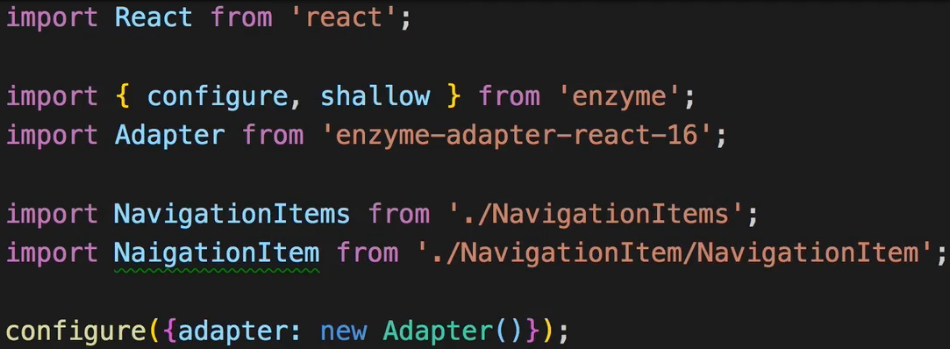 import React from 'react';
import { configure, shallow } from 'enzyme';
import Adapter from 'enzyme-adapter-react-16';
import NavigationItems from './NavigationItems';
import NaigationItem from './NavigationItem/NavigationItem';
configure({adapter: new Adapter()});